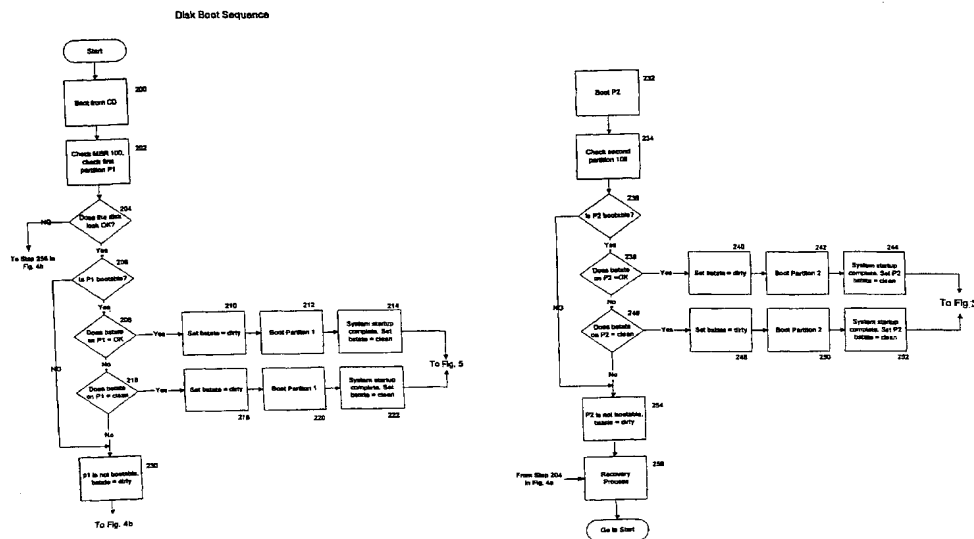 Disk Boot Sequence
Start
200
Boot from CD
202
Check MBR 100,
check first
partition P1
204
Does the disk
look OK?
NO
To Step 256 in
Fig. 4b
Yes
206
Is P1 bootable?
Yes
NO
Does bstate
on P1 = OK
Yes
210
Set bstate = dirty
212
Boot Partition 1
214
System startup
complete. Set
bstate = clean
To Fig. 5
No
Does bstate
on P1 = clean
Yes
Set bstate = dirty
Boot Partition 1
220
System startup
complete. Set
bstate = clean
222
No
230
p1 is not bootable,
bstate = dirty
To Fig. 4b
232
Boot P2
234
Check second
partition 108
Is P2 bootable?
Yes
NO
238
Does bstate
on P2 =OK
Yes
240
Set bstate = dirty
242
Boot Partition 2
244
System startup
complete. Set P2
bstate = clean
To Fig.
No
246
Does bstate
on P2 = clean
Yes
Set bstate = dirty
248
Boot Partition 2
250
System startup
complete. Set P2
bstate = clean
252
No
254
P2 is not bootable,
bstate = dirty
From Step 204
in Fig. 4a
Recovery
Process
Go to Start